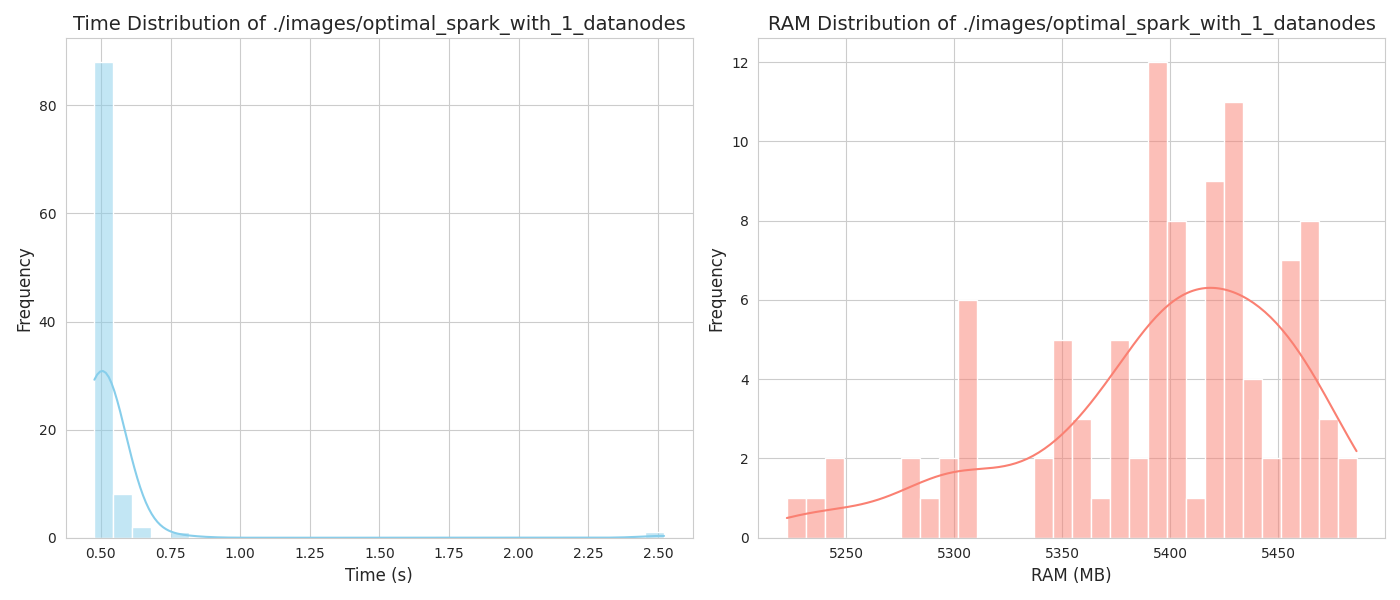 Time Distribution of ./images/optimal_spark_with_1_datanodes
Frequency
80
60
40
20
0
0.50 0.75 1.00 1.25 1.50 1.75 2.00 2.25 2.50
Time (s)
RAM Distribution of ./images/optimal_spark_with_1_datanodes
Frequency
12
10
8
6
4
2
0
5250 5300 5350 5400 5450
RAM (MB)